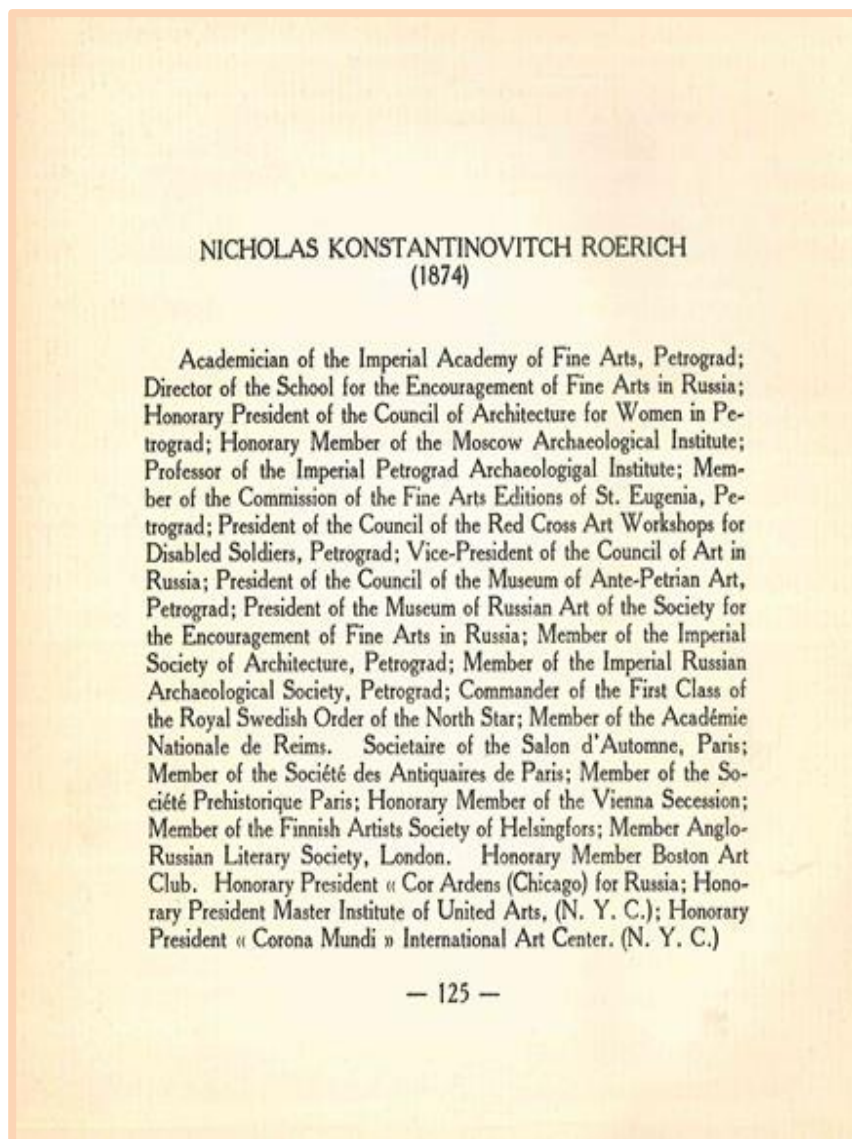 NICHOLAS KONSTANTINOVITCH ROERICH
(1874)
Academician of the Imperial Academy of Fine Arts, Petrograd;
Director of the School for the Encouragement of Fine Arts in Russia;
Honorary President of the Council of Architecture for Women in Pe-
trograd; Honorary Member of the Moscow Archaeological Institute;
Professor of the Imperial Petrograd Archaeologigal Institute; Mem-
ber of the Commission of the Fine Arts Editions of St. Eugenia, Pe-
trograd; President of the Council of the Red Cross Art Workshops for
Disabled Soldiers, Petrograd; Vice-President of the Council of Art in
Russia; President of the Council of the Museum of Ante-Petrian Art,
Petrograd; President of the Museum of Russian Art of the Society for
the Encouragement of Fine Arts in Russia; Member of the Imperial
Society of Architecture, Petrograd; Member of the Imperial Russian
Archaeological Society, Petrograd; Commander of the First Class of
the Royal Swedish Order of the North Star; Member of the Académie
Nationale de Reims. Societaire of the Salon d'Automne, Paris;
Member of the Société des Antiquaires de Paris; Member of the So-
ciété Prehistorique Paris; Honorary Member of the Vienna Secession;
Member of the Finnish Artists Society of Helsingfors; Member Anglo-
Russian Literary Society, London. Honorary Member Boston Art
Club. Honorary President « Cor Ardens (Chicago) for Russia; Hono-
rary President Master Institute of United Arts, (N. Y. C.); Honorary
President « Corona Mundi » International Art Center. (N. Y. C.)
— 125 —